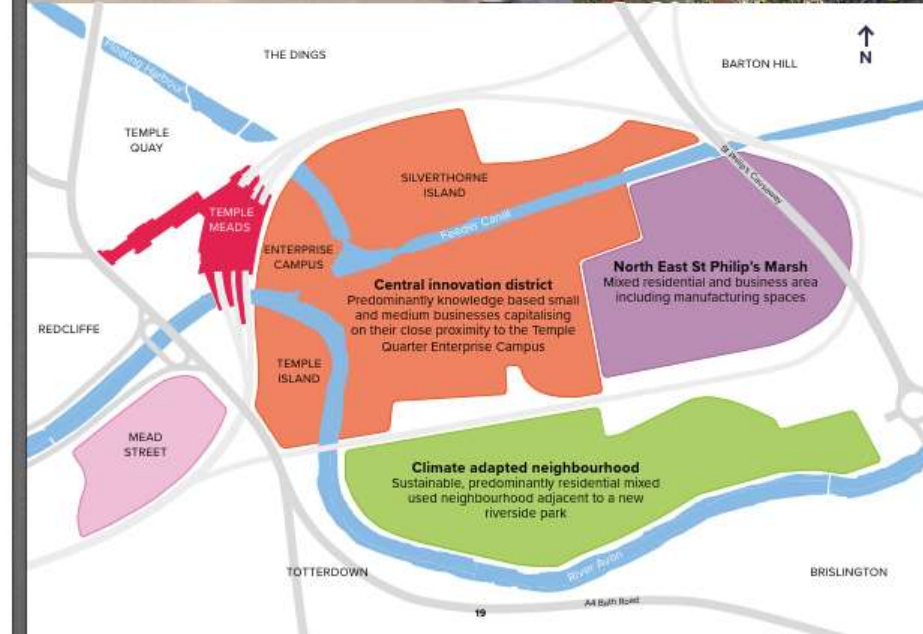 THE DINGS
N
BARTON HILL
Floating Harbour
TEMPLE
QUAY
St Philip's Causeway
SILVERTHORNE
ISLAND
TEMPLE
MEADS
Feeder Canal
ENTERPRISE
CAMPUS
North East St Philip's Marsh
Mixed residential and business area
including manufacturing spaces
Central innovation district
Predominantly knowledge based small
and medium businesses capitalising
on their close proximity to the Temple
Quarter Enterprise Campus
REDCLIFFE
TEMPLE
ISLAND
MEAD
STREET
Climate adapted neighbourhood
Sustainable, predominantly residential mixed
used neighbourhood adjacent to a new
riverside park
River Avon
TOTTERDOWN
BRISLINGTON
A4 Bath Road
19